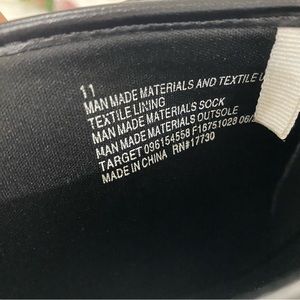 11
MAN MADE MATERIALS AND TEXTILE U
TEXTILE LINING
MAN MADE MATERIALS SOCK
MAN MADE MATERIALS OUTSOLE
TARGET 096154558 F16751028 06/
MADE IN CHINA RN#17730